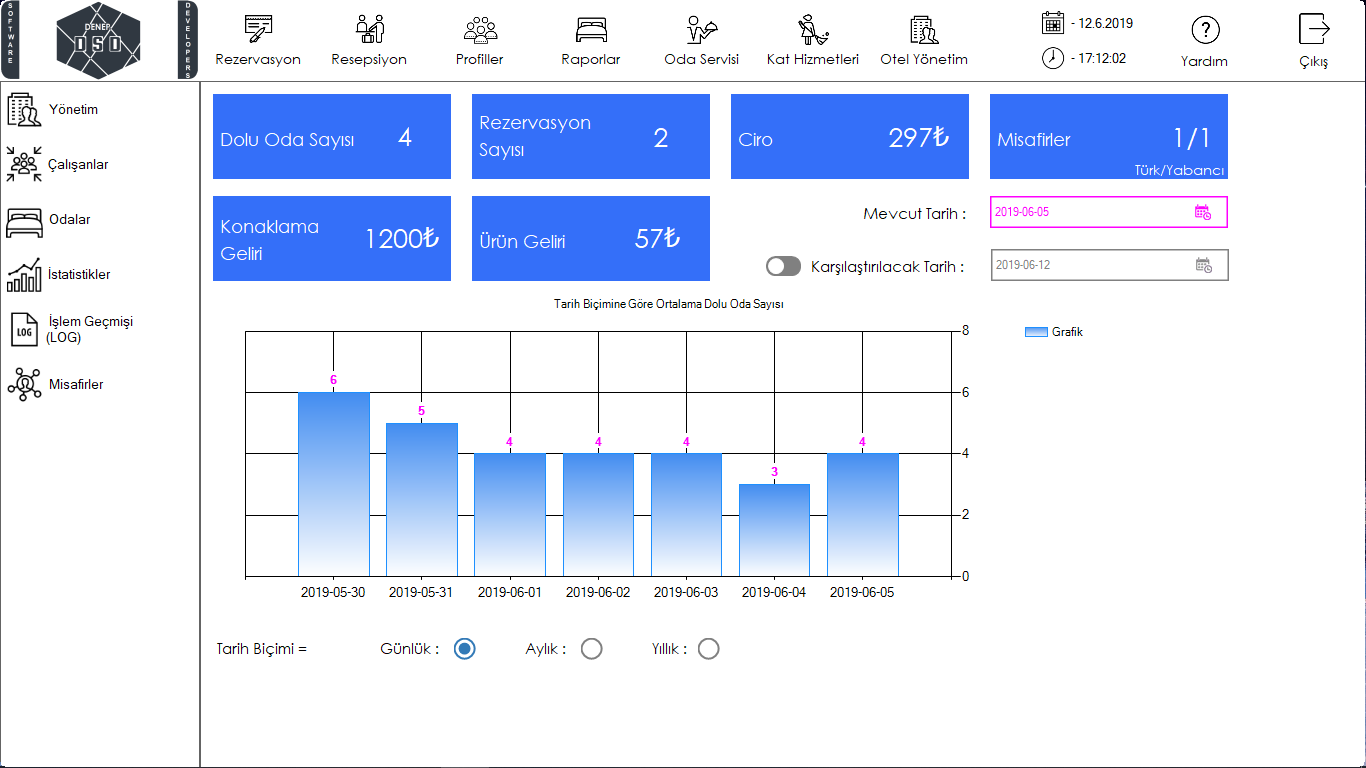 SOFTWARE
DENEP
DSD
DEVELOPERS
Rezervasyon
Resepsiyon
Profiller
Raporlar
Oda Servisi
Kat Hizmetleri
Otel Yönetim
- 12.6.2019
- 17:12:02
Yardım
Çıkış
Yönetim
Çalışanlar
Odalar
İstatistikler
LOG
İşlem Geçmişi
(LOG)
Misafirler
Dolu Oda Sayısı 4
Rezervasyon
Sayısı
2
Ciro 297₺
Misafirler 1/1
Türk/Yabancı
Konaklama
Geliri
1200₺
Ürün Geliri 57₺
Mevcut Tarih : 2019-06-05
Karşılaştırılacak Tarih : 2019-06-12
Tarih Biçimine Göre Ortalama Dolu Oda Sayısı
8
6
4
2
0
Grafik
6
5
4
4
4
3
4
2019-05-30 2019-05-31 2019-06-01 2019-06-02 2019-06-03 2019-06-04 2019-06-05
Tarih Biçimi = Günlük : Aylık : Yıllık :